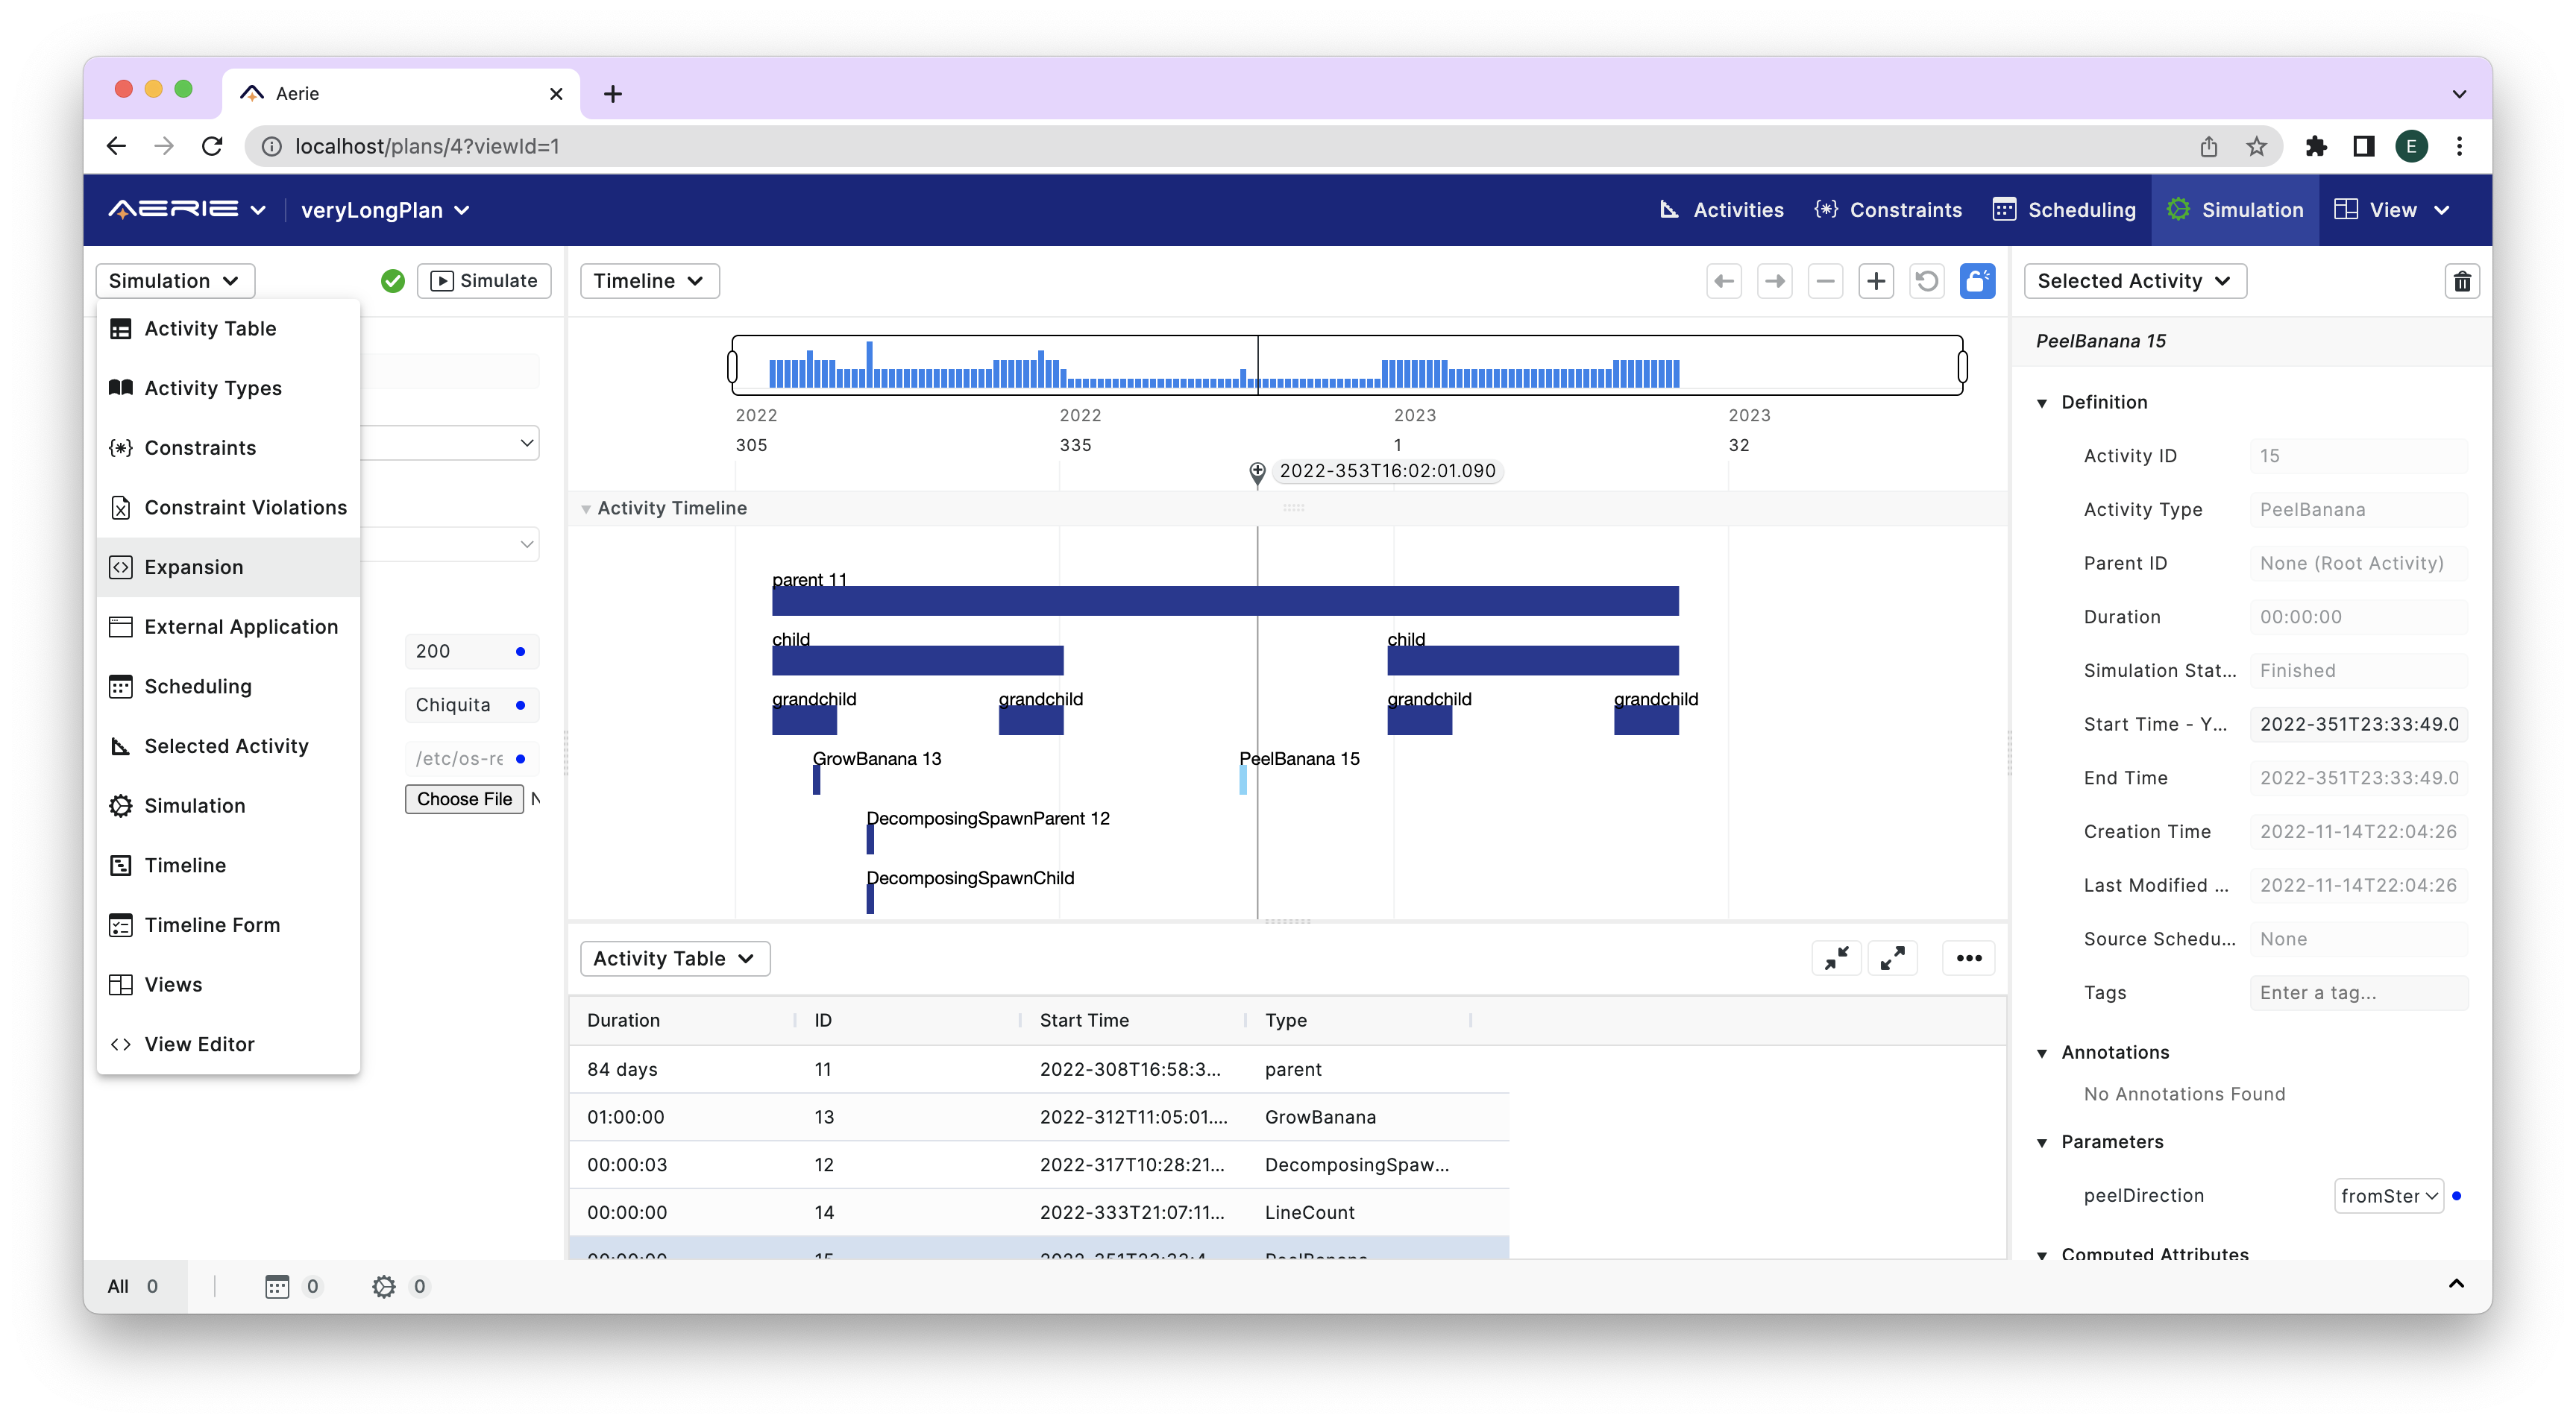 Aerie
localhost/plans/4?viewId=1
E
AERIE
veryLongPlan
Activities
Constraints
Scheduling
Simulation
View
Simulation
Simulate
Activity Table
Activity Types
Constraints
Constraint Violations
Expansion
External Application
Scheduling
Selected Activity
Simulation
Timeline
Timeline Form
Views
View Editor
200
Chiquita
/etc/os-re
Choose File N
Timeline
2022 2022 2023 2023
305 335 1 32
2022-353T16:02:01.090
Activity Timeline
parent 11
child child
grandchild grandchild grandchild grandchild
GrowBanana 13 PeelBanana 15
DecomposingSpawnParent 12
DecomposingSpawnChild
Activity Table
Duration ID Start Time Type
84 days 11 2022-308T16:58:3... parent
01:00:00 13 2022-312T11:05:01.... GrowBanana
00:00:03 12 2022-317T10:28:21... DecomposingSpaw...
00:00:00 14 2022-333T21:07:11... LineCount
00:00:00 15 2022-351T23:33:4 PeelBanana
Selected Activity
PeelBanana 15
Definition
Activity ID 15
Activity Type PeelBanana
Parent ID None (Root Activity)
Duration 00:00:00
Simulation Stat... Finished
Start Time - Y... 2022-351T23:33:49.0
End Time 2022-351T23:33:49.0
Creation Time 2022-11-14T22:04:26
Last Modified ... 2022-11-14T22:04:26
Source Schedu... None
Tags Enter a tag...
Annotations
No Annotations Found
Parameters
peelDirection fromSter
Computed Attributes
All 0
0
0